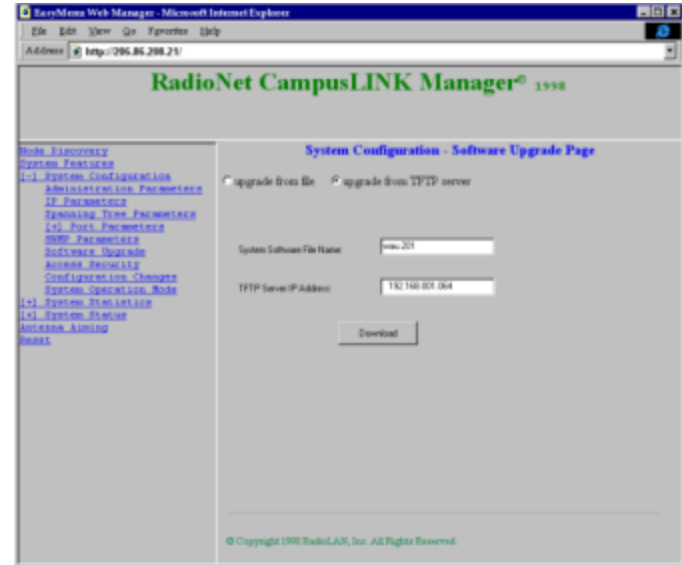 EasyMenu Web Manager - Microsoft Internet Explorer
File Edit View Go Favorites Help
Address http://206.86.208.21/
RadioNet CampusLINK Manager® 1998
Node Discovery
System Features
[-] System Configuration
Administration Parameters
IP Parameters
Spanning Tree Parameters
[+] Port Parameters
SNMP Parameters
Software Upgrade
Access Security
Configuration Changes
System Operation Mode
[+] System Statistics
[+] System Status
Antenna Aiming
Reset
System Configuration - Software Upgrade Page
upgrade from file upgrade from TFTP server
System Software File Name:
TFTP Server IP Address: 192.168.001.064
Download
© Copyright 1998 RadioLAN, Inc. All Rights Reserved.